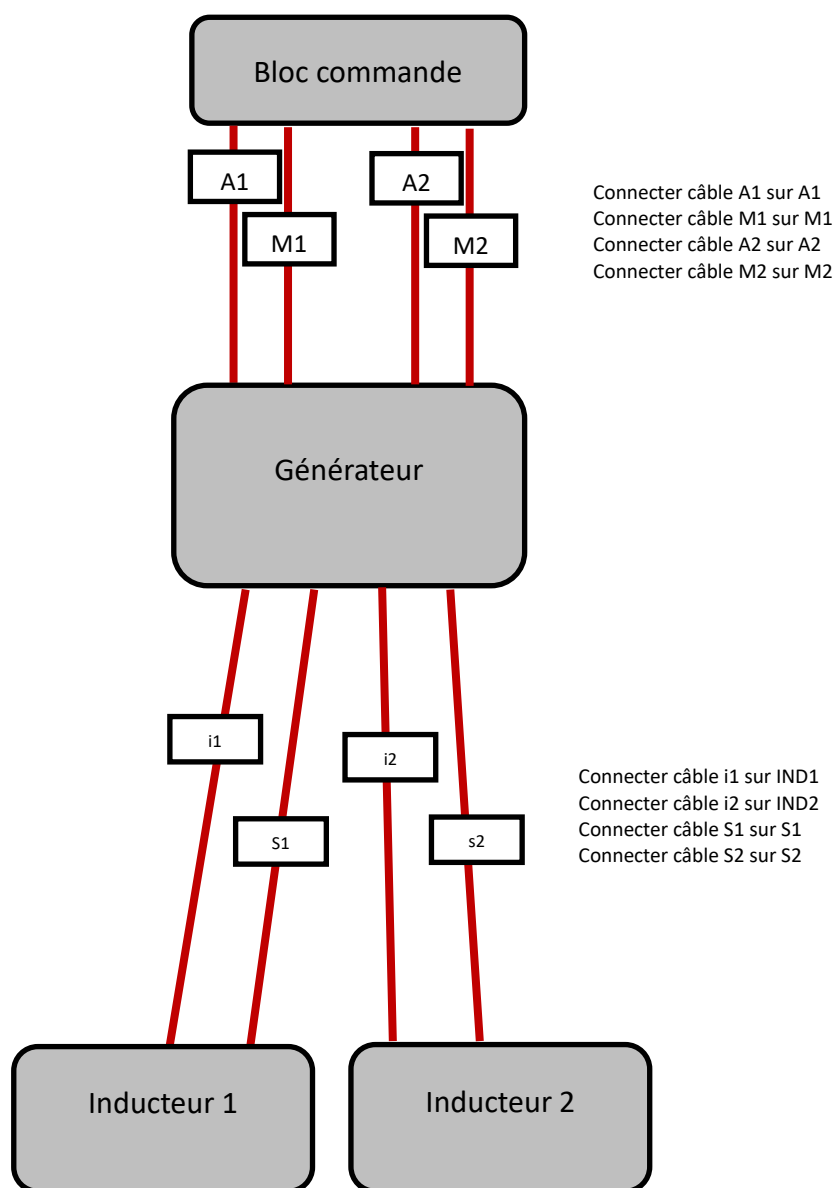 Bloc commande
A1
A2
M1
M2
Connecter câble A1 sur A1
Connecter câble M1 sur M1
Connecter câble A2 sur A2
Connecter câble M2 sur M2
Générateur
i1
i2
S1
s2
Connecter câble i1 sur IND1
Connecter câble i2 sur IND2
Connecter câble S1 sur S1
Connecter câble S2 sur S2
Inducteur 1
Inducteur 2